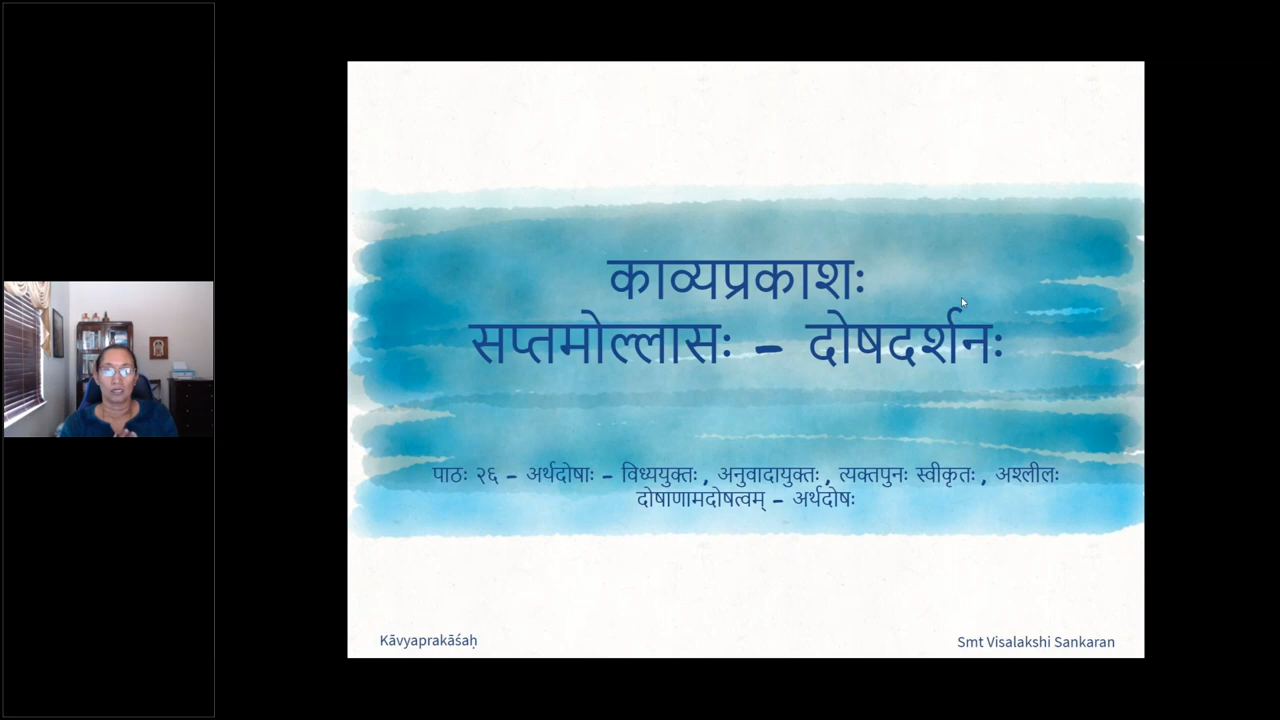 काव्यप्रकाशः
सप्तमोल्लासः – दोषदर्शनः
पाठः २६ – अर्थदोषाः – विध्ययुक्तः , अनुवादायुक्तः , त्यक्तपुनः स्वीकृतः , अश्लीलः
दोषाणामदोषत्वम् – अर्थदोषः
Kāvyaprakāśaḥ
Smt Visalakshi Sankaran